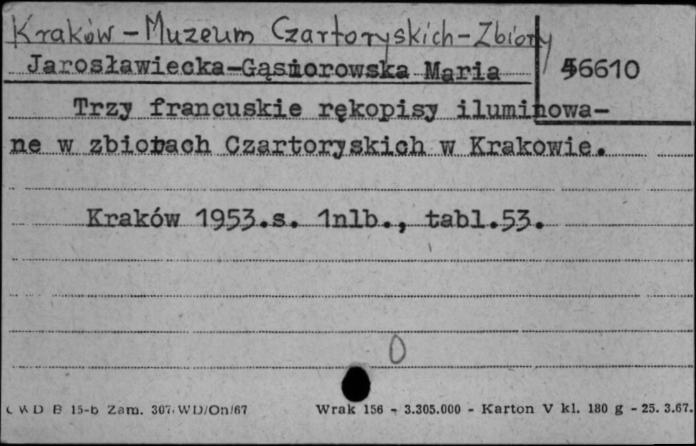 Kraków - Muzeum Czartoryskich - Zbiory
Jarosławiecka-Gąsiorowska Maria 56610
Trzy francuskie rękopisy iluminowa-
ne w zbiorach Czartoryskich w Krakowie.
Kraków 1953.s. 1nlb., tabl.53.
0
CWD B 15-b Zam. 307/WD/On/67 Wrak 156 - 3.305.000 - Karton V kl. 180 g - 25. 3.67.